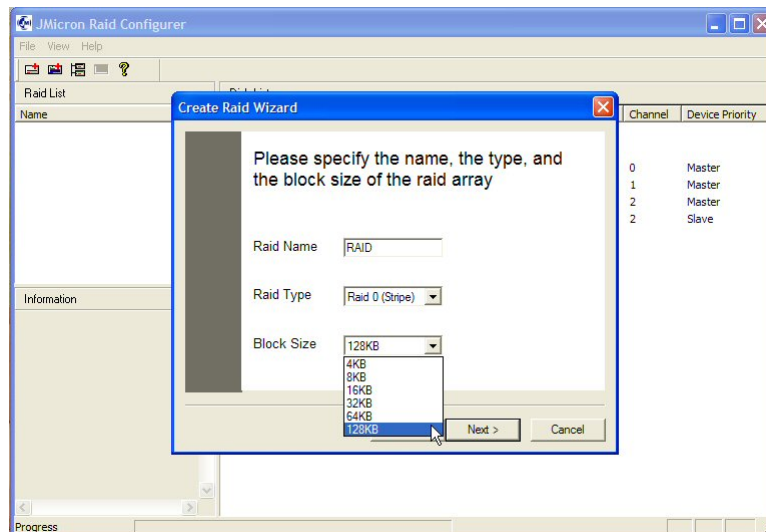 JMicron Raid Configurer
File View Help
Raid List
Name
Channel Device Priority
Create Raid Wizard
Please specify the name, the type, and
the block size of the raid array
0 Master
1 Master
2 Master
2 Slave
Raid Name RAID
Raid Type Raid 0 (Stripe)
Information
Block Size 128KB
4KB
8KB
16KB
32KB
64KB
128KB
Next > Cancel
Progress